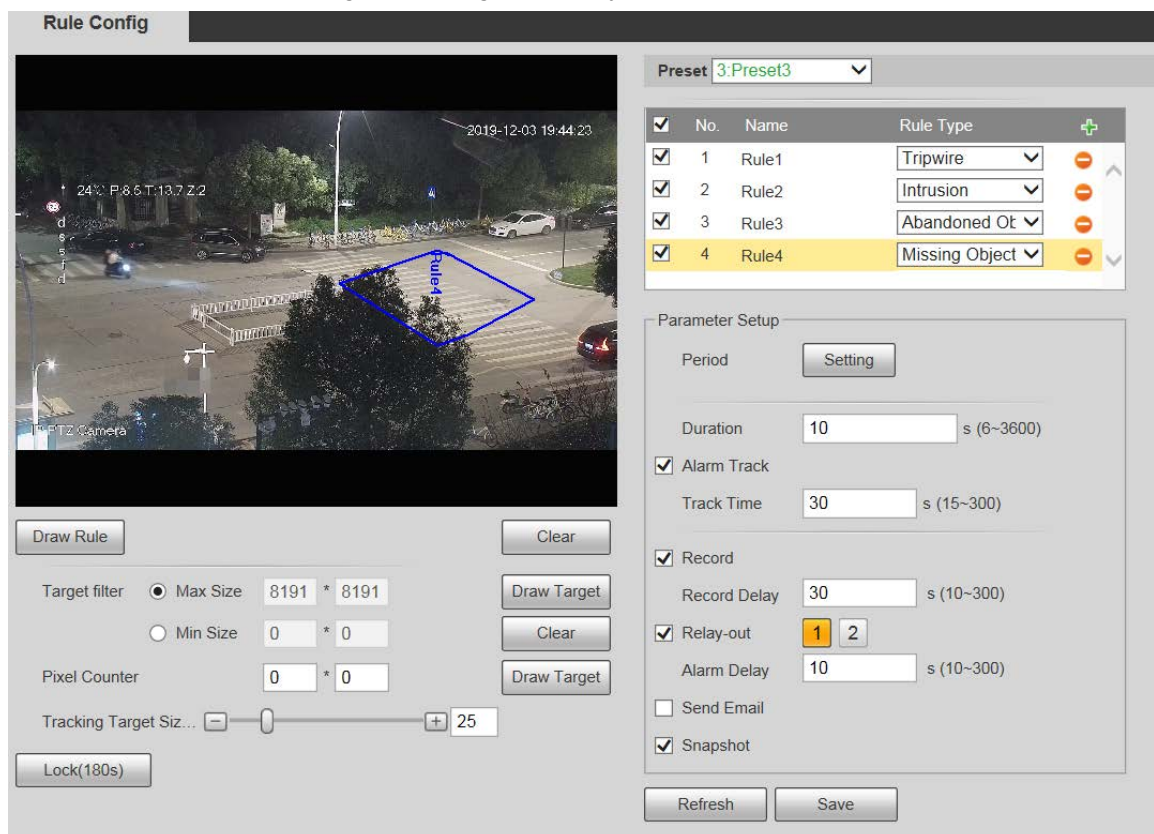 Rule Config
Preset 3:Preset3
2019-12-03 19:44:23
P:8.5 T:13.7 Z:2
d
s
s
f
d
Rule4
PTZ Camera
No. Name Rule Type
1 Rule1 Tripwire
2 Rule2 Intrusion
3 Rule3 Abandoned Ob
4 Rule4 Missing Object
Parameter Setup
Period Setting
Duration 10 s (6~3600)
Alarm Track
Track Time 30 s (15~300)
Record
Record Delay 30 s (10~300)
Relay-out 1 2
Alarm Delay 10 s (10~300)
Send Email
Snapshot
Refresh Save
Draw Rule Clear
Target filter Max Size 8191 * 8191 Draw Target
Min Size 0 * 0 Clear
Pixel Counter 0 * 0 Draw Target
Tracking Target Siz... - + 25
Lock(180s)